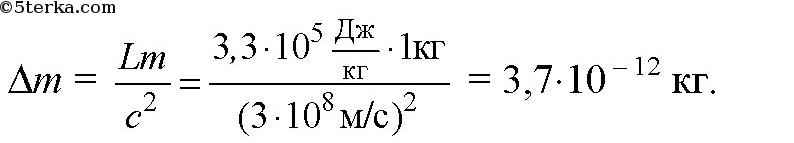 ©5terka.com
Δm = Lm/c² = 3,3·10⁵ Дж/кг · 1кг / (3·10⁸ м/с)² = 3,7·10⁻¹² кг.